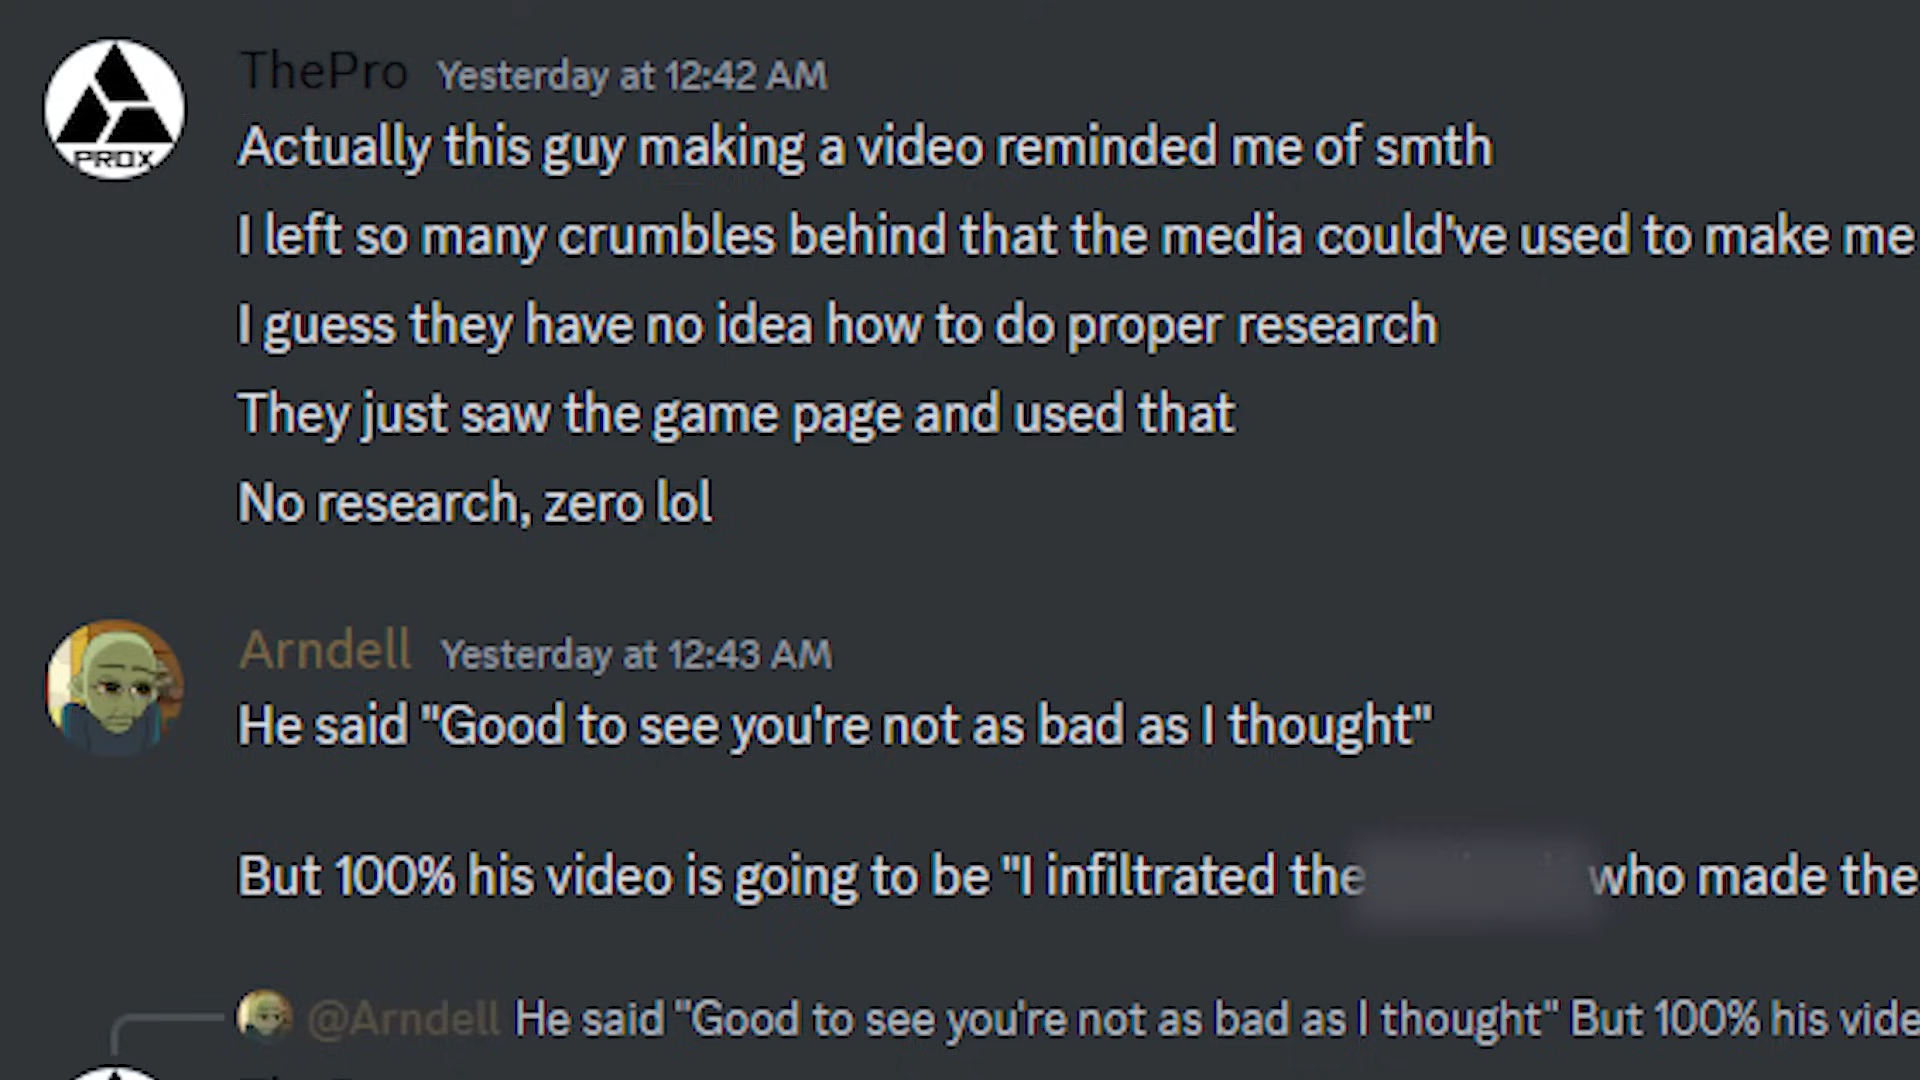 ThePro Yesterday at 12:42 AM
PROX
Actually this guy making a video reminded me of smth
I left so many crumbles behind that the media could've used to make me
I guess they have no idea how to do proper research
They just saw the game page and used that
No research, zero lol
Arndell Yesterday at 12:43 AM
He said "Good to see you're not as bad as I thought"
But 100% his video is going to be "I infiltrated the who made the
@Arndell He said "Good to see you're not as bad as I thought" But 100% his vide